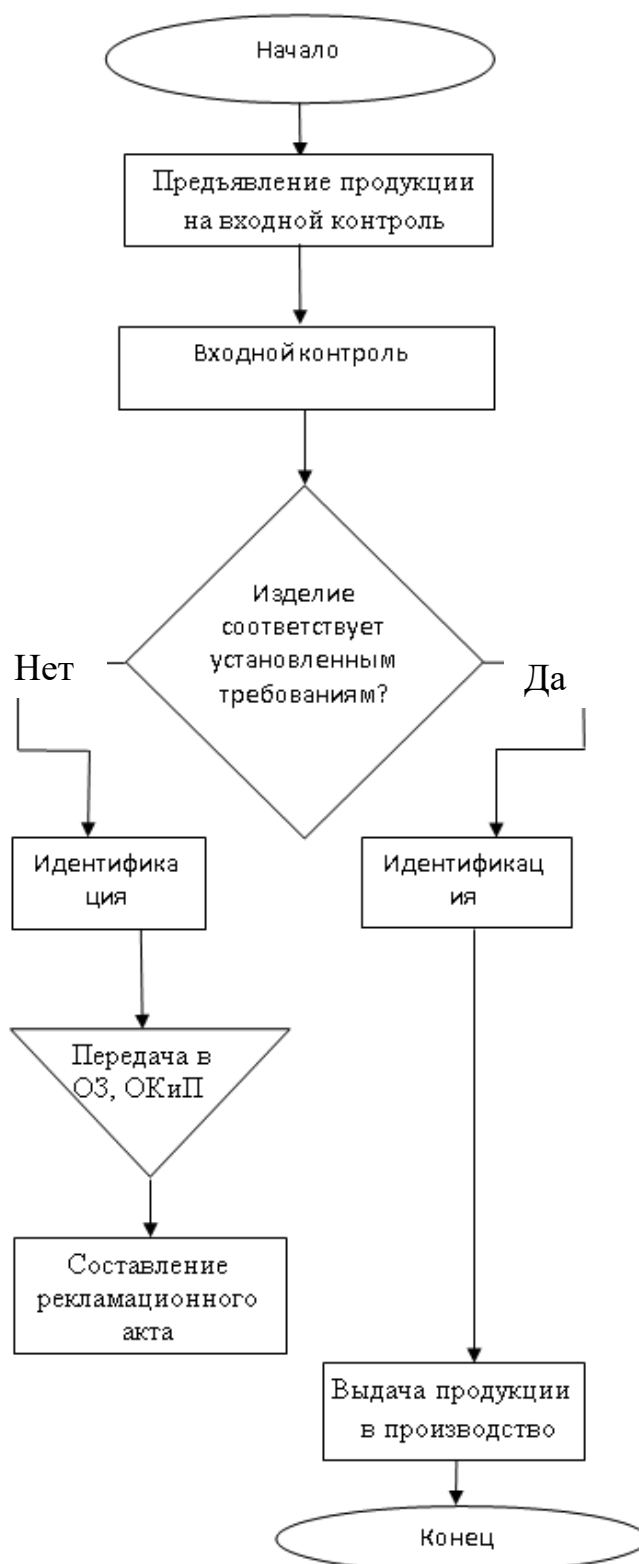 Начало
Предъявление продукции
на входной контроль
Входной контроль
Изделие
соответствует
установленным
требованиям?
Нет
Да
Идентифика
ция
Идентификац
ия
Передача в
ОЗ, ОКиП
Составление
рекламационного
акта
Выдача продукции
в производство
Конец